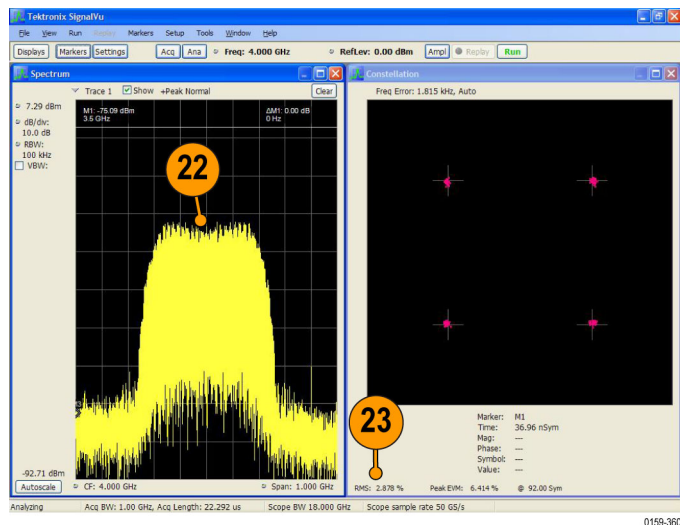 Tektronix SignalVu
File View Run Replay Markers Setup Tools Window Help
Displays Markers Settings Acq Ana Freq: 4.000 GHz RefLev: 0.00 dBm Ampl Replay Run
Spectrum
Trace 1 Show +Peak Normal Clear
7.29 dBm
dB/div:
10.0 dB
RBW:
100 kHz
VBW:
M1: -75.09 dBm
3.5 GHz
ΔM1: 0.00 dB
0 Hz
22
-92.71 dBm
Autoscale CF: 4.000 GHz Span: 1.000 GHz
Constellation
Freq Error: 1.815 kHz, Auto
23
Marker: M1
Time: 36.96 nSym
Mag: ---
Phase: ---
Symbol: ---
Value: ---
RMS: 2.878 % Peak EVM: 6.414 % @ 92.00 Sym
Analyzing Acq BW: 1.00 GHz, Acq Length: 22.292 us Scope BW 18.000 GHz Scope sample rate 50 GS/s
0159-360